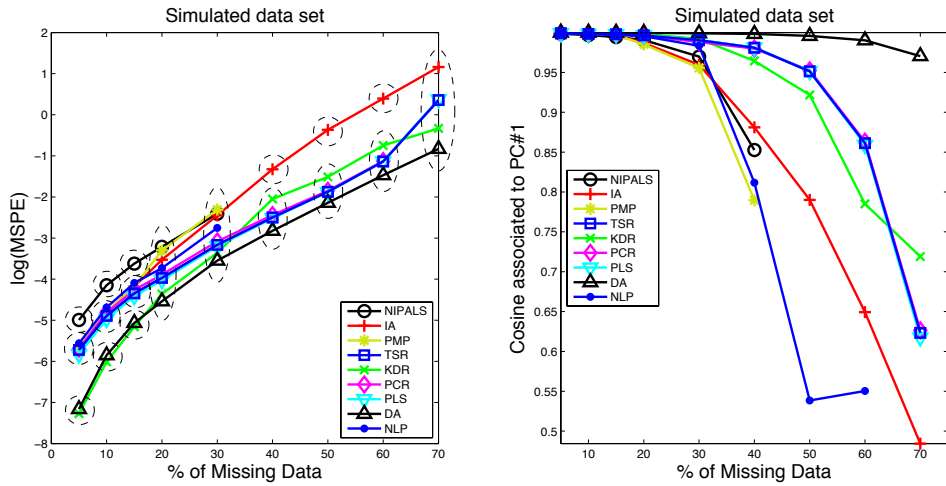 Simulated data set
log(MSPE)
2
1
0
−1
−2
−3
−4
−5
−6
−7
−8
0
10
20
30
40
50
60
70
% of Missing Data
NIPALS
IA
PMP
TSR
KDR
PCR
PLS
DA
NLP
Simulated data set
Cosine associated to PC#1
0.95
0.9
0.85
0.8
0.75
0.7
0.65
0.6
0.55
0.5
10
20
30
40
50
60
70
% of Missing Data
NIPALS
IA
PMP
TSR
KDR
PCR
PLS
DA
NLP